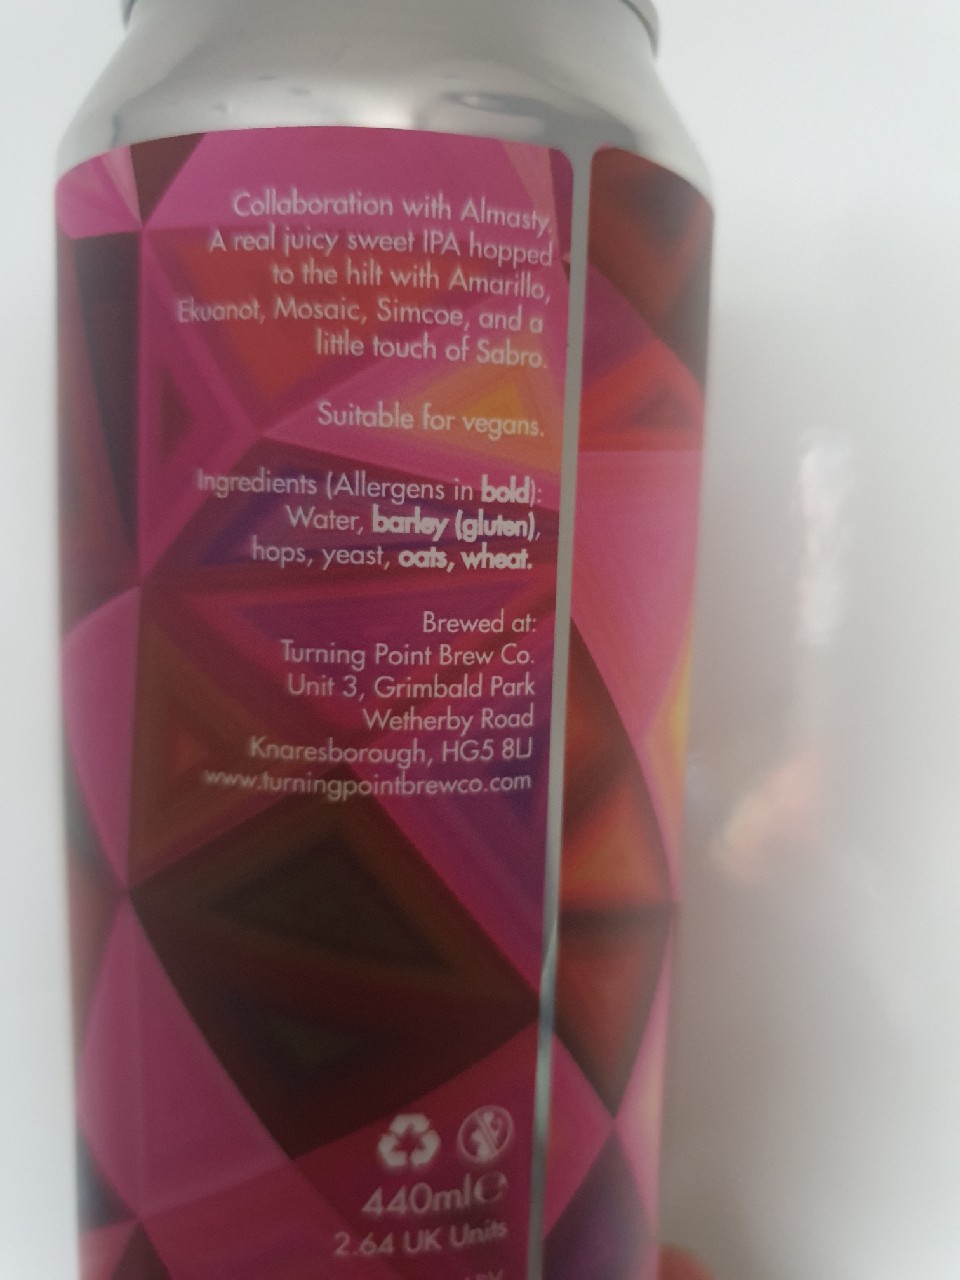 Collaboration with Almasty.
A real juicy sweet IPA hopped
to the hilt with Amarillo,
Ekuanot, Mosaic, Simcoe, and a
little touch of Sabro.
Suitable for vegans.
Ingredients (Allergens in bold):
Water, barley (gluten),
hops, yeast, oats, wheat.
Brewed at:
Turning Point Brew Co.
Unit 3, Grimbald Park
Wetherby Road
Knaresborough, HG5 8LJ
www.turningpointbrewco.com
440ml℮
2.64 UK Units